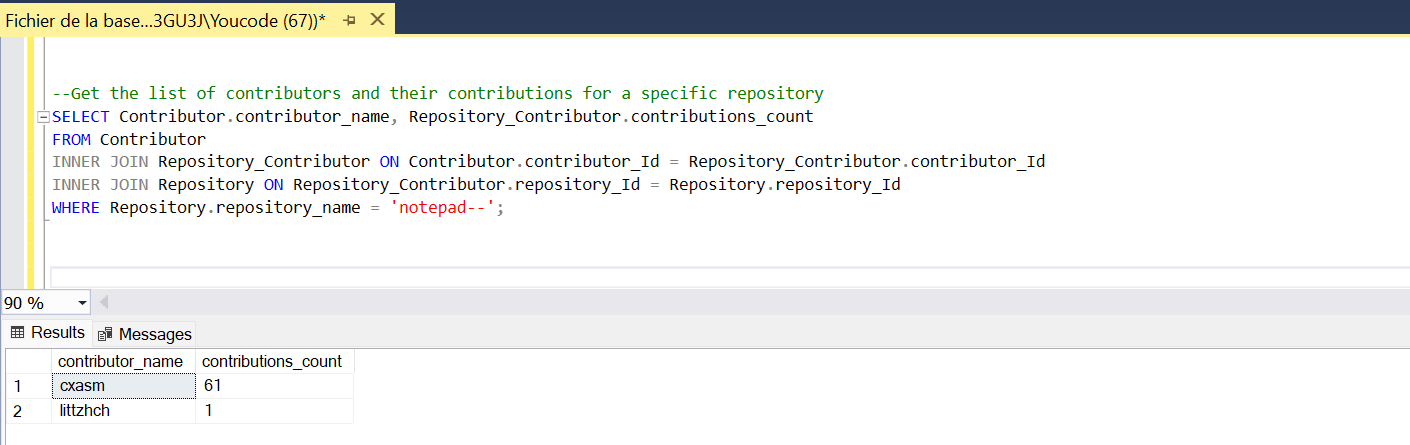 Fichier de la base...3GU3J\Youcode (67))*
--Get the list of contributors and their contributions for a specific repository
SELECT Contributor.contributor_name, Repository_Contributor.contributions_count
FROM Contributor
INNER JOIN Repository_Contributor ON Contributor.contributor_Id = Repository_Contributor.contributor_Id
INNER JOIN Repository ON Repository_Contributor.repository_Id = Repository.repository_Id
WHERE Repository.repository_name = 'notepad--';
90 %
Results Messages
contributor_name contributions_count
1 cxasm 61
2 littzhch 1